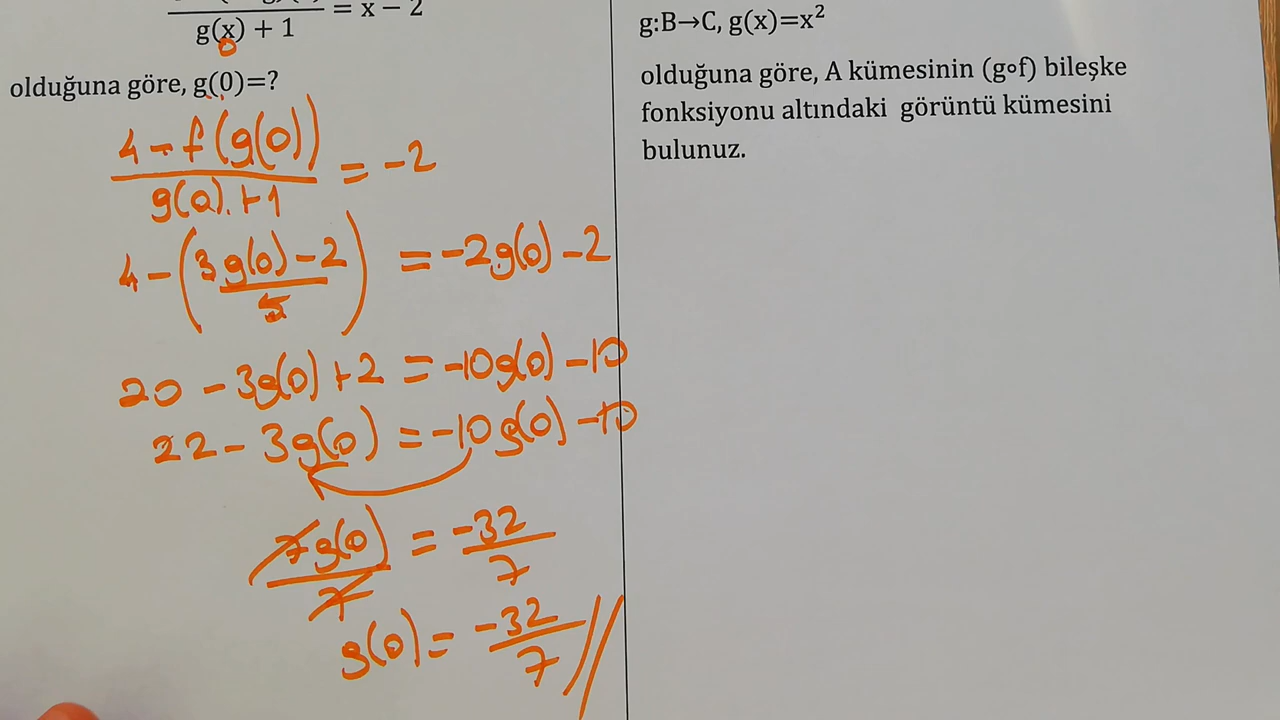 g(x) + 1 = x − 2
0
olduğuna göre, g(0)=?
4 - f(g(0)) / g(0) + 1 = -2
4 - (3g(0) - 2 / 5) = -2g(0) - 2
20 - 3g(0) + 2 = -10g(0) - 10
22 - 3g(0) = -10g(0) - 10
7g(0) / 7 = -32 / 7
g(0) = -32 / 7 //
g:B→C, g(x)=x²
olduğuna göre, A kümesinin (g∘f) bileşke
fonksiyonu altındaki görüntü kümesini
bulunuz.